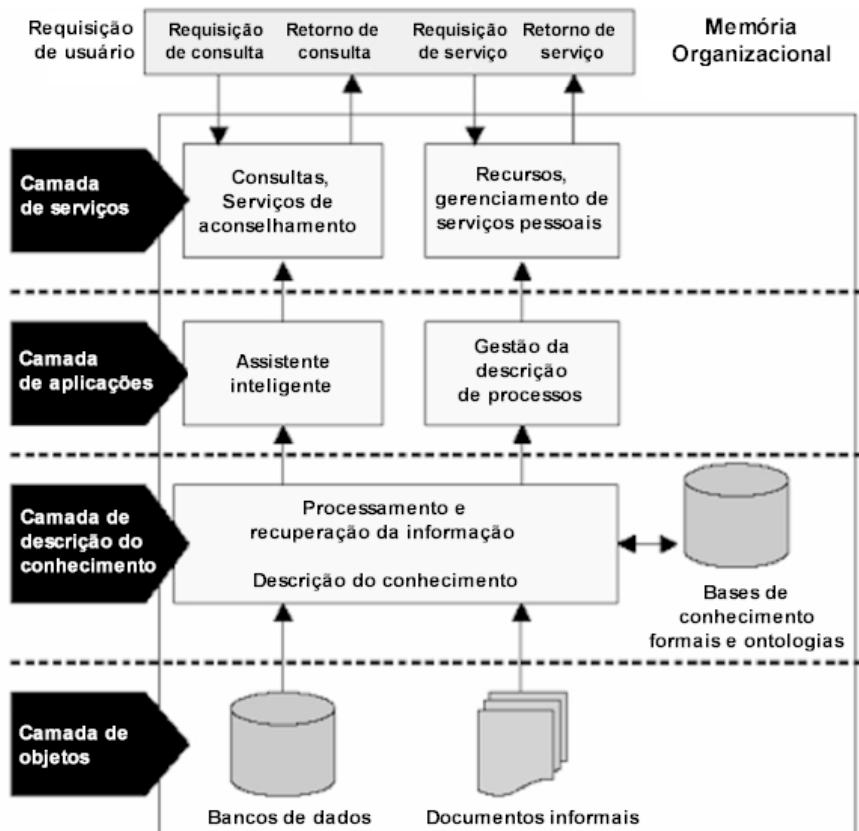 Requisição
de usuário
Requisição
de consulta
Retorno de
consulta
Requisição
de serviço
Retorno de
serviço
Memória
Organizacional
Camada
de serviços
Consultas,
Serviços de
aconselhamento
Recursos,
gerenciamento de
serviços pessoais
Camada
de aplicações
Assistente
inteligente
Gestão da
descrição
de processos
Camada de
descrição do
conhecimento
Processamento e
recuperação da informação
Descrição do conhecimento
Bases de
conhecimento
formais e ontologias
Camada de
objetos
Bancos de dados
Documentos informais